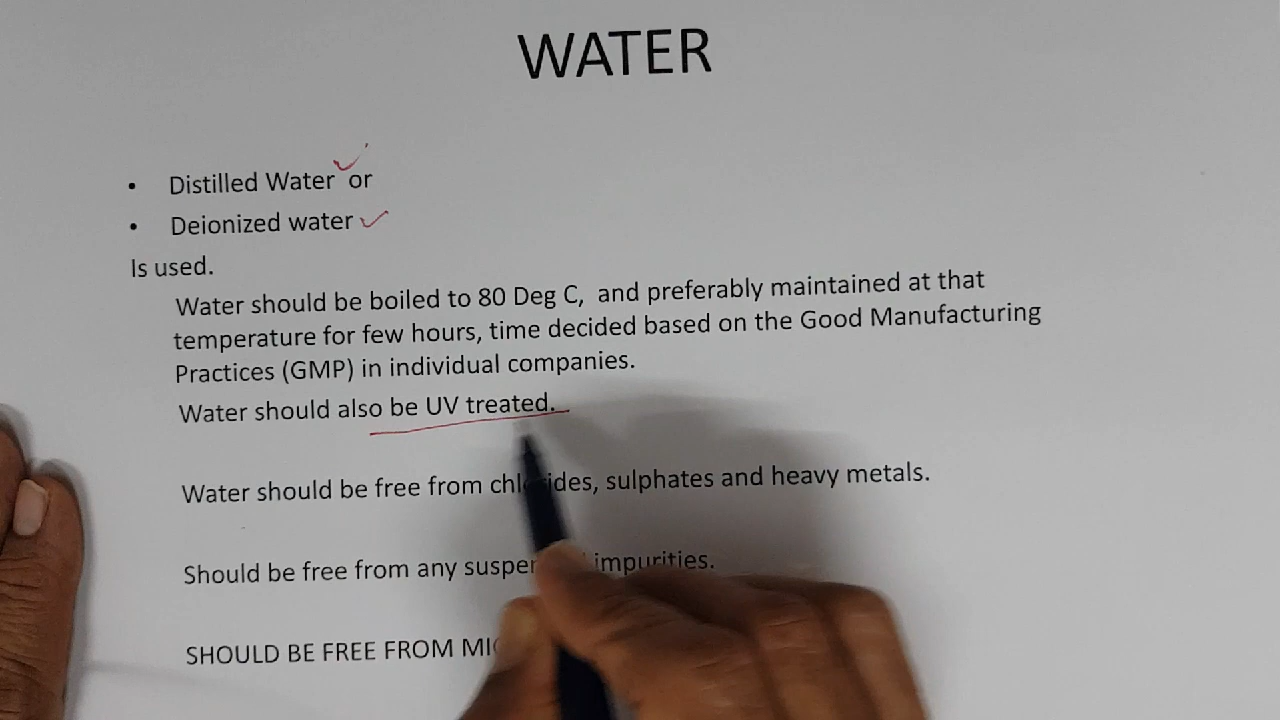 WATER
• Distilled Water or
• Deionized water
Is used.
Water should be boiled to 80 Deg C, and preferably maintained at that
temperature for few hours, time decided based on the Good Manufacturing
Practices (GMP) in individual companies.
Water should also be UV treated.
Water should be free from chlorides, sulphates and heavy metals.
Should be free from any impurities.
SHOULD BE FREE FROM